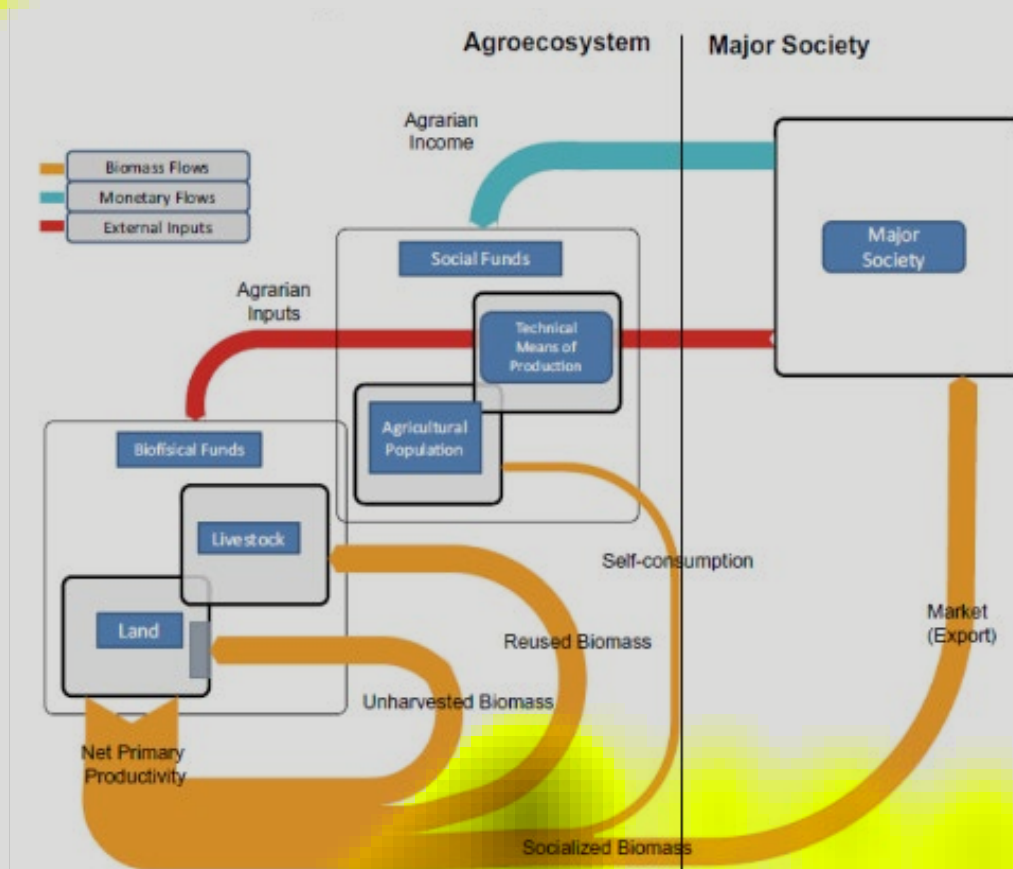 Agroecosystem
Major Society
Agrarian
Income
Biomass Flows
Monetary Flows
External Inputs
Major
Society
Social Funds
Agrarian
Inputs
Technical
Means of
Production
Agricultural
Population
Biofisical Funds
Livestock
Self-consumption
Market
(Export)
Land
Reused Biomass
Unharvested Biomass
Net Primary
Productivity
Socialized Biomass